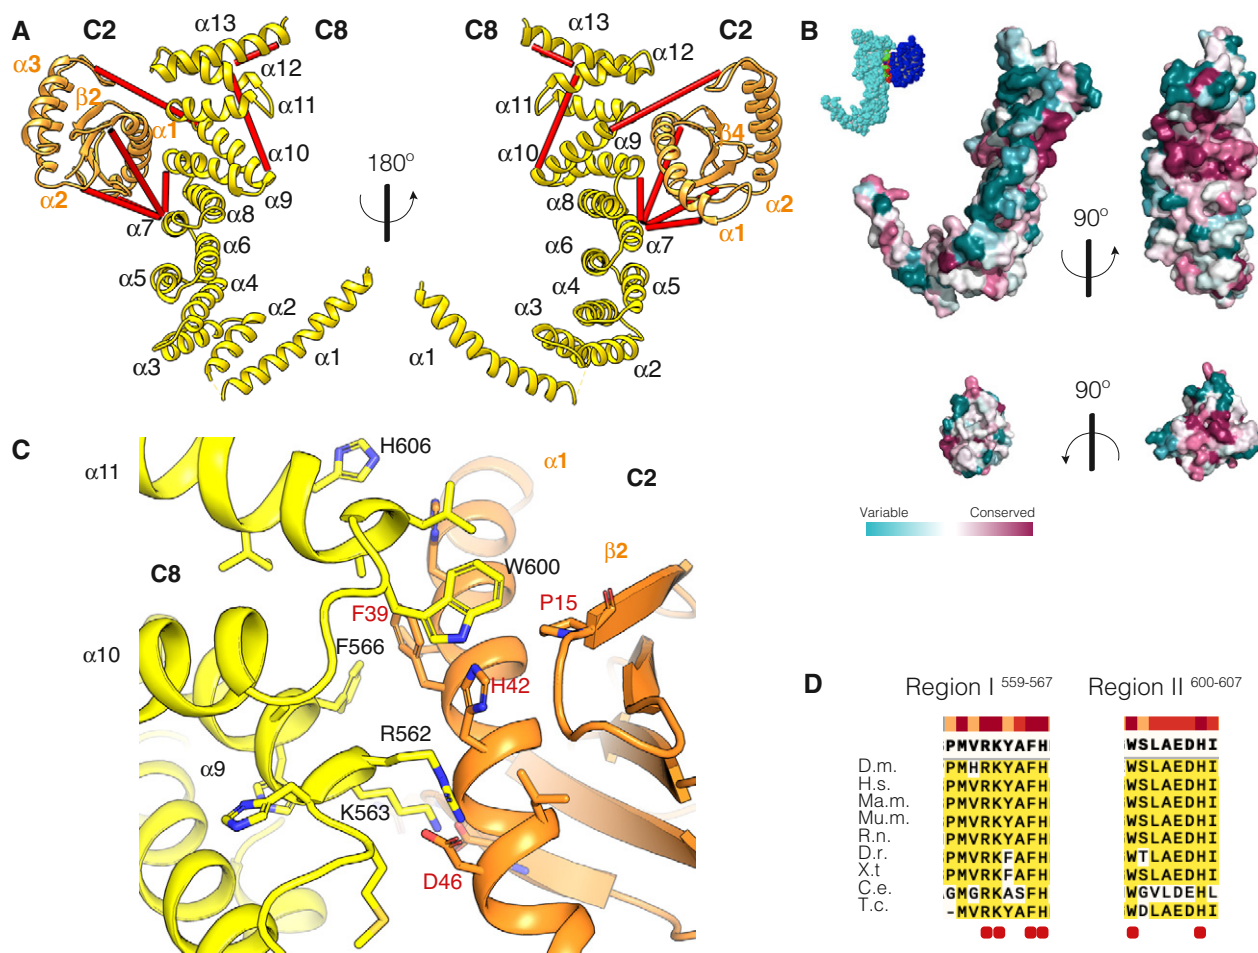 A
C2
C8
α13
α12
α11
α3
β2
α1
α10
α9
α2
α7
α8
α6
α5
α4
α2
α3
α1
180°
C8
C2
α13
α12
α11
α9
β4
α10
α8
α2
α7
α1
α6
α4
α5
α3
α1
α2
B
90°
90°
Variable
Conserved
C
H606
α11
α1
C2
C8
W600
β2
F39
P15
F566
α10
H42
R562
α9
K563
D46
D
Region I 559-567
Region II 600-607
PMVRKYAFH
WSLAEDHI
D.m. PMHRKYAFH WSLAEDHI
H.s. PMVRKYAFH WSLAEDHI
Ma.m. PMVRKYAFH WSLAEDHI
Mu.m. PMVRKYAFH WSLAEDHI
R.n. PMVRKYAFH WSLAEDHI
D.r. PMVRKFAFH WTLAEDHI
X.t PMVRKFAFH WSLAEDHI
C.e. GMGRKLASFH WGVLDEHL
T.c. -MVRKYAFH WDLAEDHI